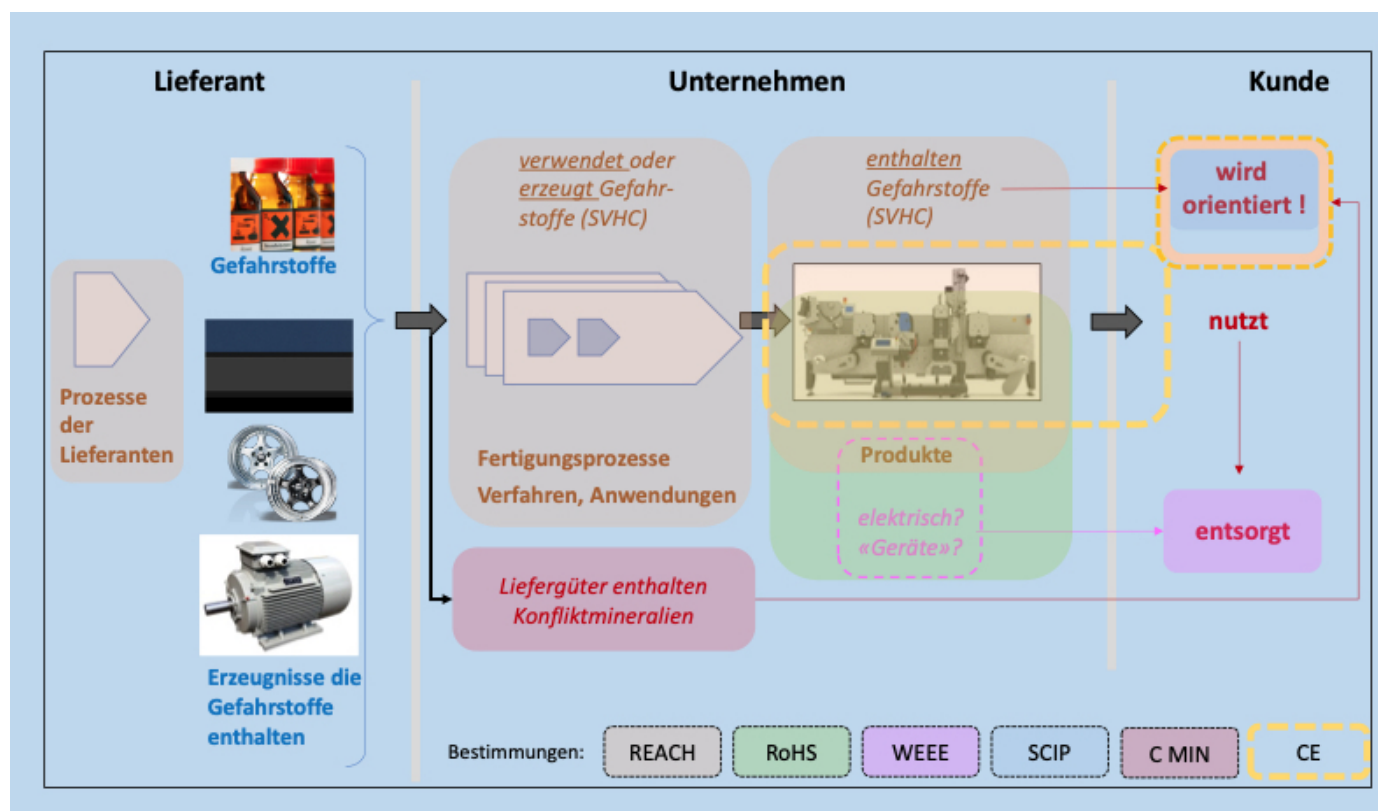 Lieferant
Unternehmen
Kunde
Gefahrstoffe
Prozesse
der
Lieferanten
Erzeugnisse die
Gefahrstoffe
enthalten
verwendet oder
erzeugt Gefahr-
stoffe (SVHC)
Fertigungsprozesse
Verfahren, Anwendungen
Liefergüter enthalten
Konfliktmineralien
enthalten
Gefahrstoffe
(SVHC)
Produkte
elektrisch?
«Geräte»?
wird
orientiert !
nutzt
entsorgt
Bestimmungen:
REACH
RoHS
WEEE
SCIP
C MIN
CE